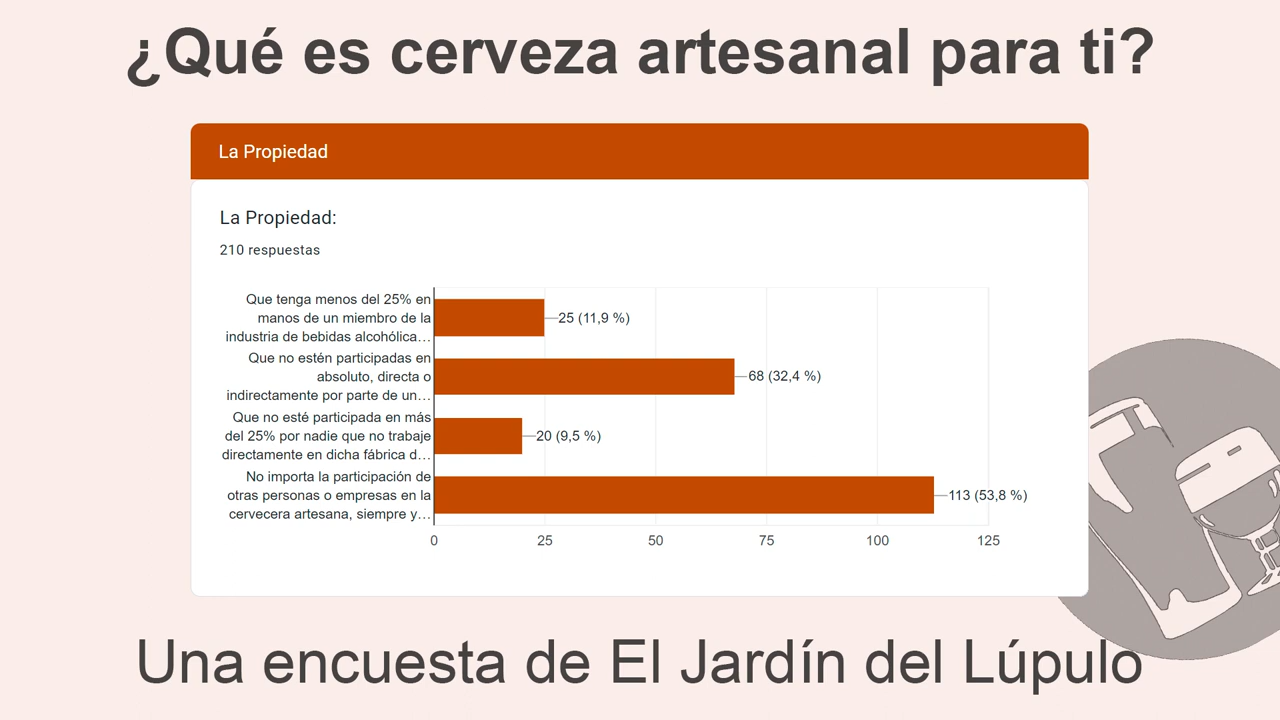 ¿Qué es cerveza artesanal para ti?
La Propiedad
La Propiedad:
210 respuestas
Que tenga menos del 25% en
manos de un miembro de la
industria de bebidas alcohólica…
25 (11,9 %)
Que no estén participadas en
absoluto, directa o
indirectamente por parte de un…
68 (32,4 %)
Que no esté participada en más
del 25% por nadie que no trabaje
directamente en dicha fábrica d…
20 (9,5 %)
No importa la participación de
otras personas o empresas en la
cervecera artesana, siempre y…
113 (53,8 %)
0 25 50 75 100 125
Una encuesta de El Jardín del Lúpulo